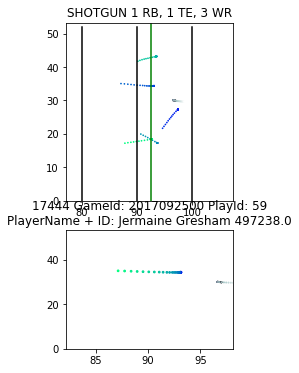 SHOTGUN 1 RB, 1 TE, 3 WR
50
40
30
20
10
0
80 90 100
17444 GameId: 2017092500 PlayId: 59
PlayerName + ID: Jermaine Gresham 497238.0
40
20
0
85 90 95